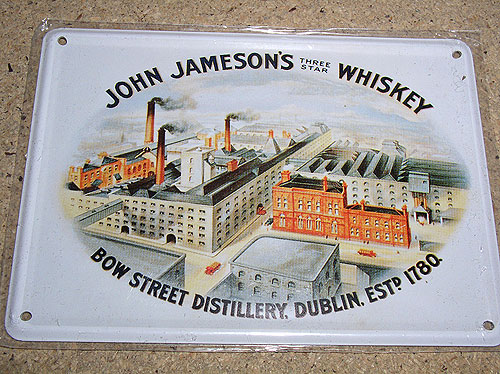 JOHN JAMESON'S THREE STAR WHISKEY
BOW STREET DISTILLERY, DUBLIN, ESTD 1780.